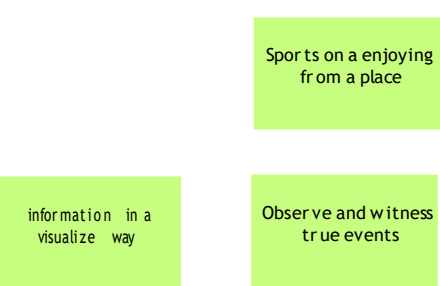 Sports on a enjoying
from a place
information in a
visualize way
Observe and witness
true events